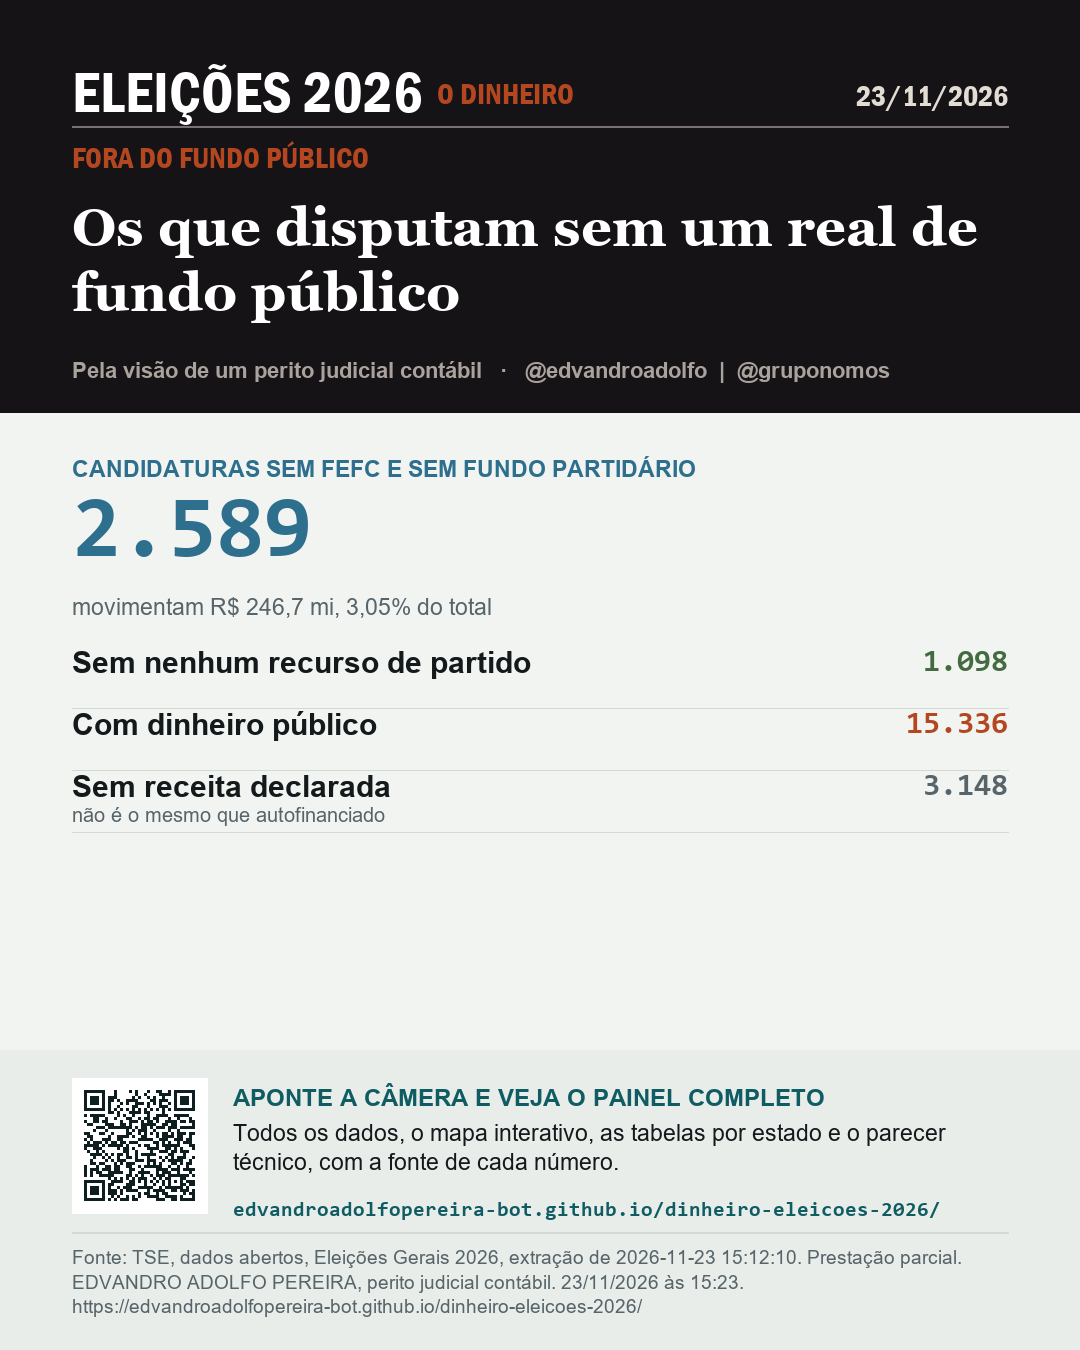 ELEIÇÕES 2026 O DINHEIRO 23/11/2026
FORA DO FUNDO PÚBLICO
Os que disputam sem um real de
fundo público
Pela visão de um perito judicial contábil · @edvandroadolfo | @gruponomos
CANDIDATURAS SEM FEFC E SEM FUNDO PARTIDÁRIO
2.589
movimentam R$ 246,7 mi, 3,05% do total
Sem nenhum recurso de partido 1.098
Com dinheiro público 15.336
Sem receita declarada 3.148
não é o mesmo que autofinanciado
APONTE A CÂMERA E VEJA O PAINEL COMPLETO
Todos os dados, o mapa interativo, as tabelas por estado e o parecer
técnico, com a fonte de cada número.
edvandroadolfopereira-bot.github.io/dinheiro-eleicoes-2026/
Fonte: TSE, dados abertos, Eleições Gerais 2026, extração de 2026-11-23 15:12:10. Prestação parcial.
EDVANDRO ADOLFO PEREIRA, perito judicial contábil. 23/11/2026 às 15:23.
https://edvandroadolfopereira-bot.github.io/dinheiro-eleicoes-2026/